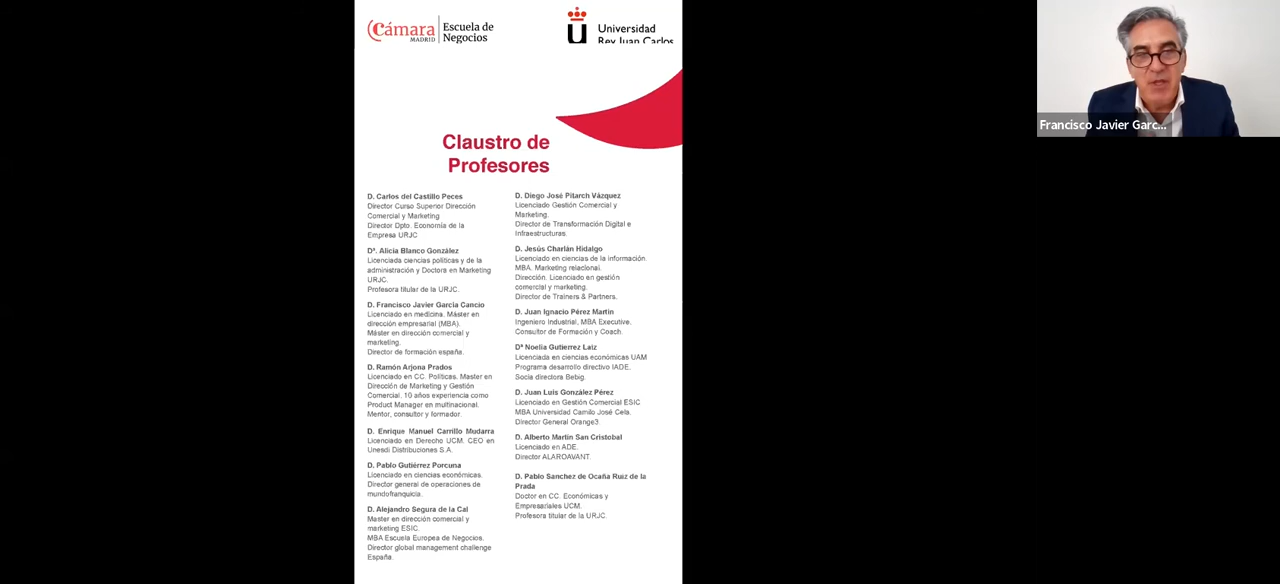 Cámara
MADRID
Escuela de
Negocios
Universidad
Rey Juan Carlos
Claustro de
Profesores
D. Carlos del Castillo Peces
Director Curso Superior Dirección
Comercial y Marketing
Director Dpto. Economía de la
Empresa URJC
Dª. Alicia Blanco González
Licenciada ciencias políticas y de la
administración y Doctora en Marketing
URJC.
Profesora titular de la URJC.
D. Francisco Javier García Cancio
Licenciado en medicina. Máster en
dirección empresarial (MBA).
Máster en dirección comercial y
marketing.
Director de formación españa.
D. Ramón Arjona Prados
Licenciado en CC. Políticas. Master en
Dirección de Marketing y Gestión
Comercial. 10 años experiencia como
Product Manager en multinacional.
Mentor, consultor y formador.
D. Enrique Manuel Carrillo Mudarra
Licenciado en Derecho UCM. CEO en
Unesdi Distribuciones S.A.
D. Pablo Gutiérrez Porcuna
Licenciado en ciencias económicas.
Director general de operaciones de
mundofranquicia.
D. Alejandro Segura de la Cal
Master en dirección comercial y
marketing ESIC.
MBA Escuela Europea de Negocios.
Director global management challenge
España.
D. Diego José Pitarch Vázquez
Licenciado Gestión Comercial y
Marketing.
Director de Transformación Digital e
Infraestructuras.
D. Jesús Charlán Hidalgo
Licenciado en ciencias de la información.
MBA. Marketing relacional.
Dirección. Licenciado en gestión
comercial y marketing.
Director de Trainers & Partners.
D. Juan Ignacio Pérez Martín
Ingeniero Industrial, MBA Executive.
Consultor de Formación y Coach.
Dª Noelia Gutierrez Laiz
Licenciada en ciencias económicas UAM
Programa desarrollo directivo IADE.
Socia directora Bebig.
D. Juan Luis González Pérez
Licenciado en Gestión Comercial ESIC
MBA Universidad Camilo José Cela.
Director General Orange3
D. Alberto Martín San Cristobal
Licenciado en ADE.
Director ALAROAVANT.
D. Pablo Sanchez de Ocaña Ruiz de la
Prada
Doctor en CC. Económicas y
Empresariales UCM.
Profesora titular de la URJC.
Francisco Javier Garc...